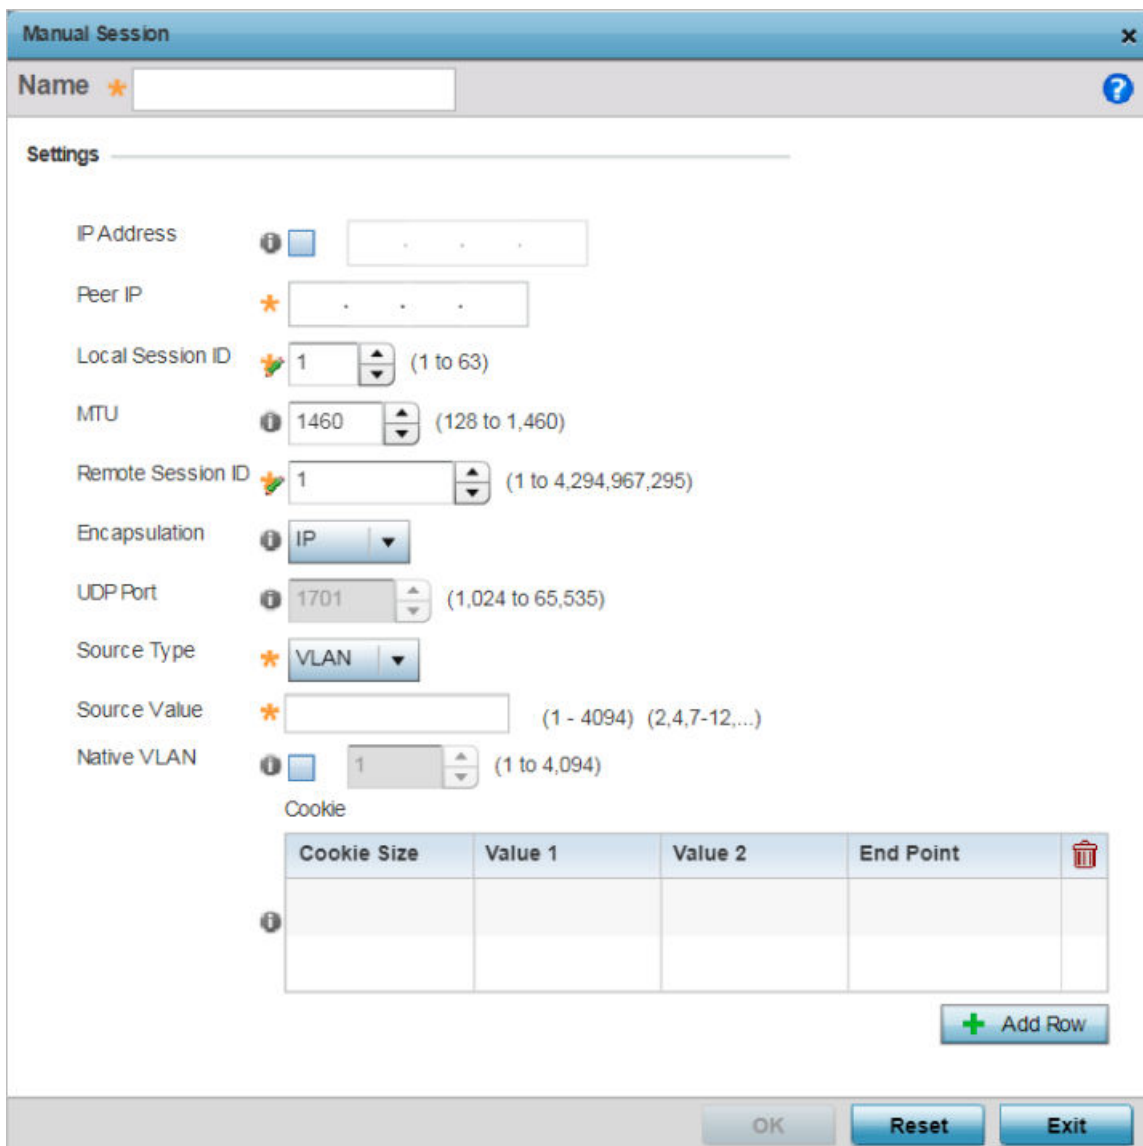 Manual Session
Name
Settings
IP Address
Peer IP
Local Session ID 1 (1 to 63)
MTU 1460 (128 to 1,460)
Remote Session ID 1 (1 to 4,294,967,295)
Encapsulation IP
UDP Port 1701 (1,024 to 65,535)
Source Type VLAN
Source Value (1 - 4094) (2,4,7-12,...)
Native VLAN 1 (1 to 4,094)
Cookie
Cookie Size Value 1 Value 2 End Point
Add Row
OK Reset Exit